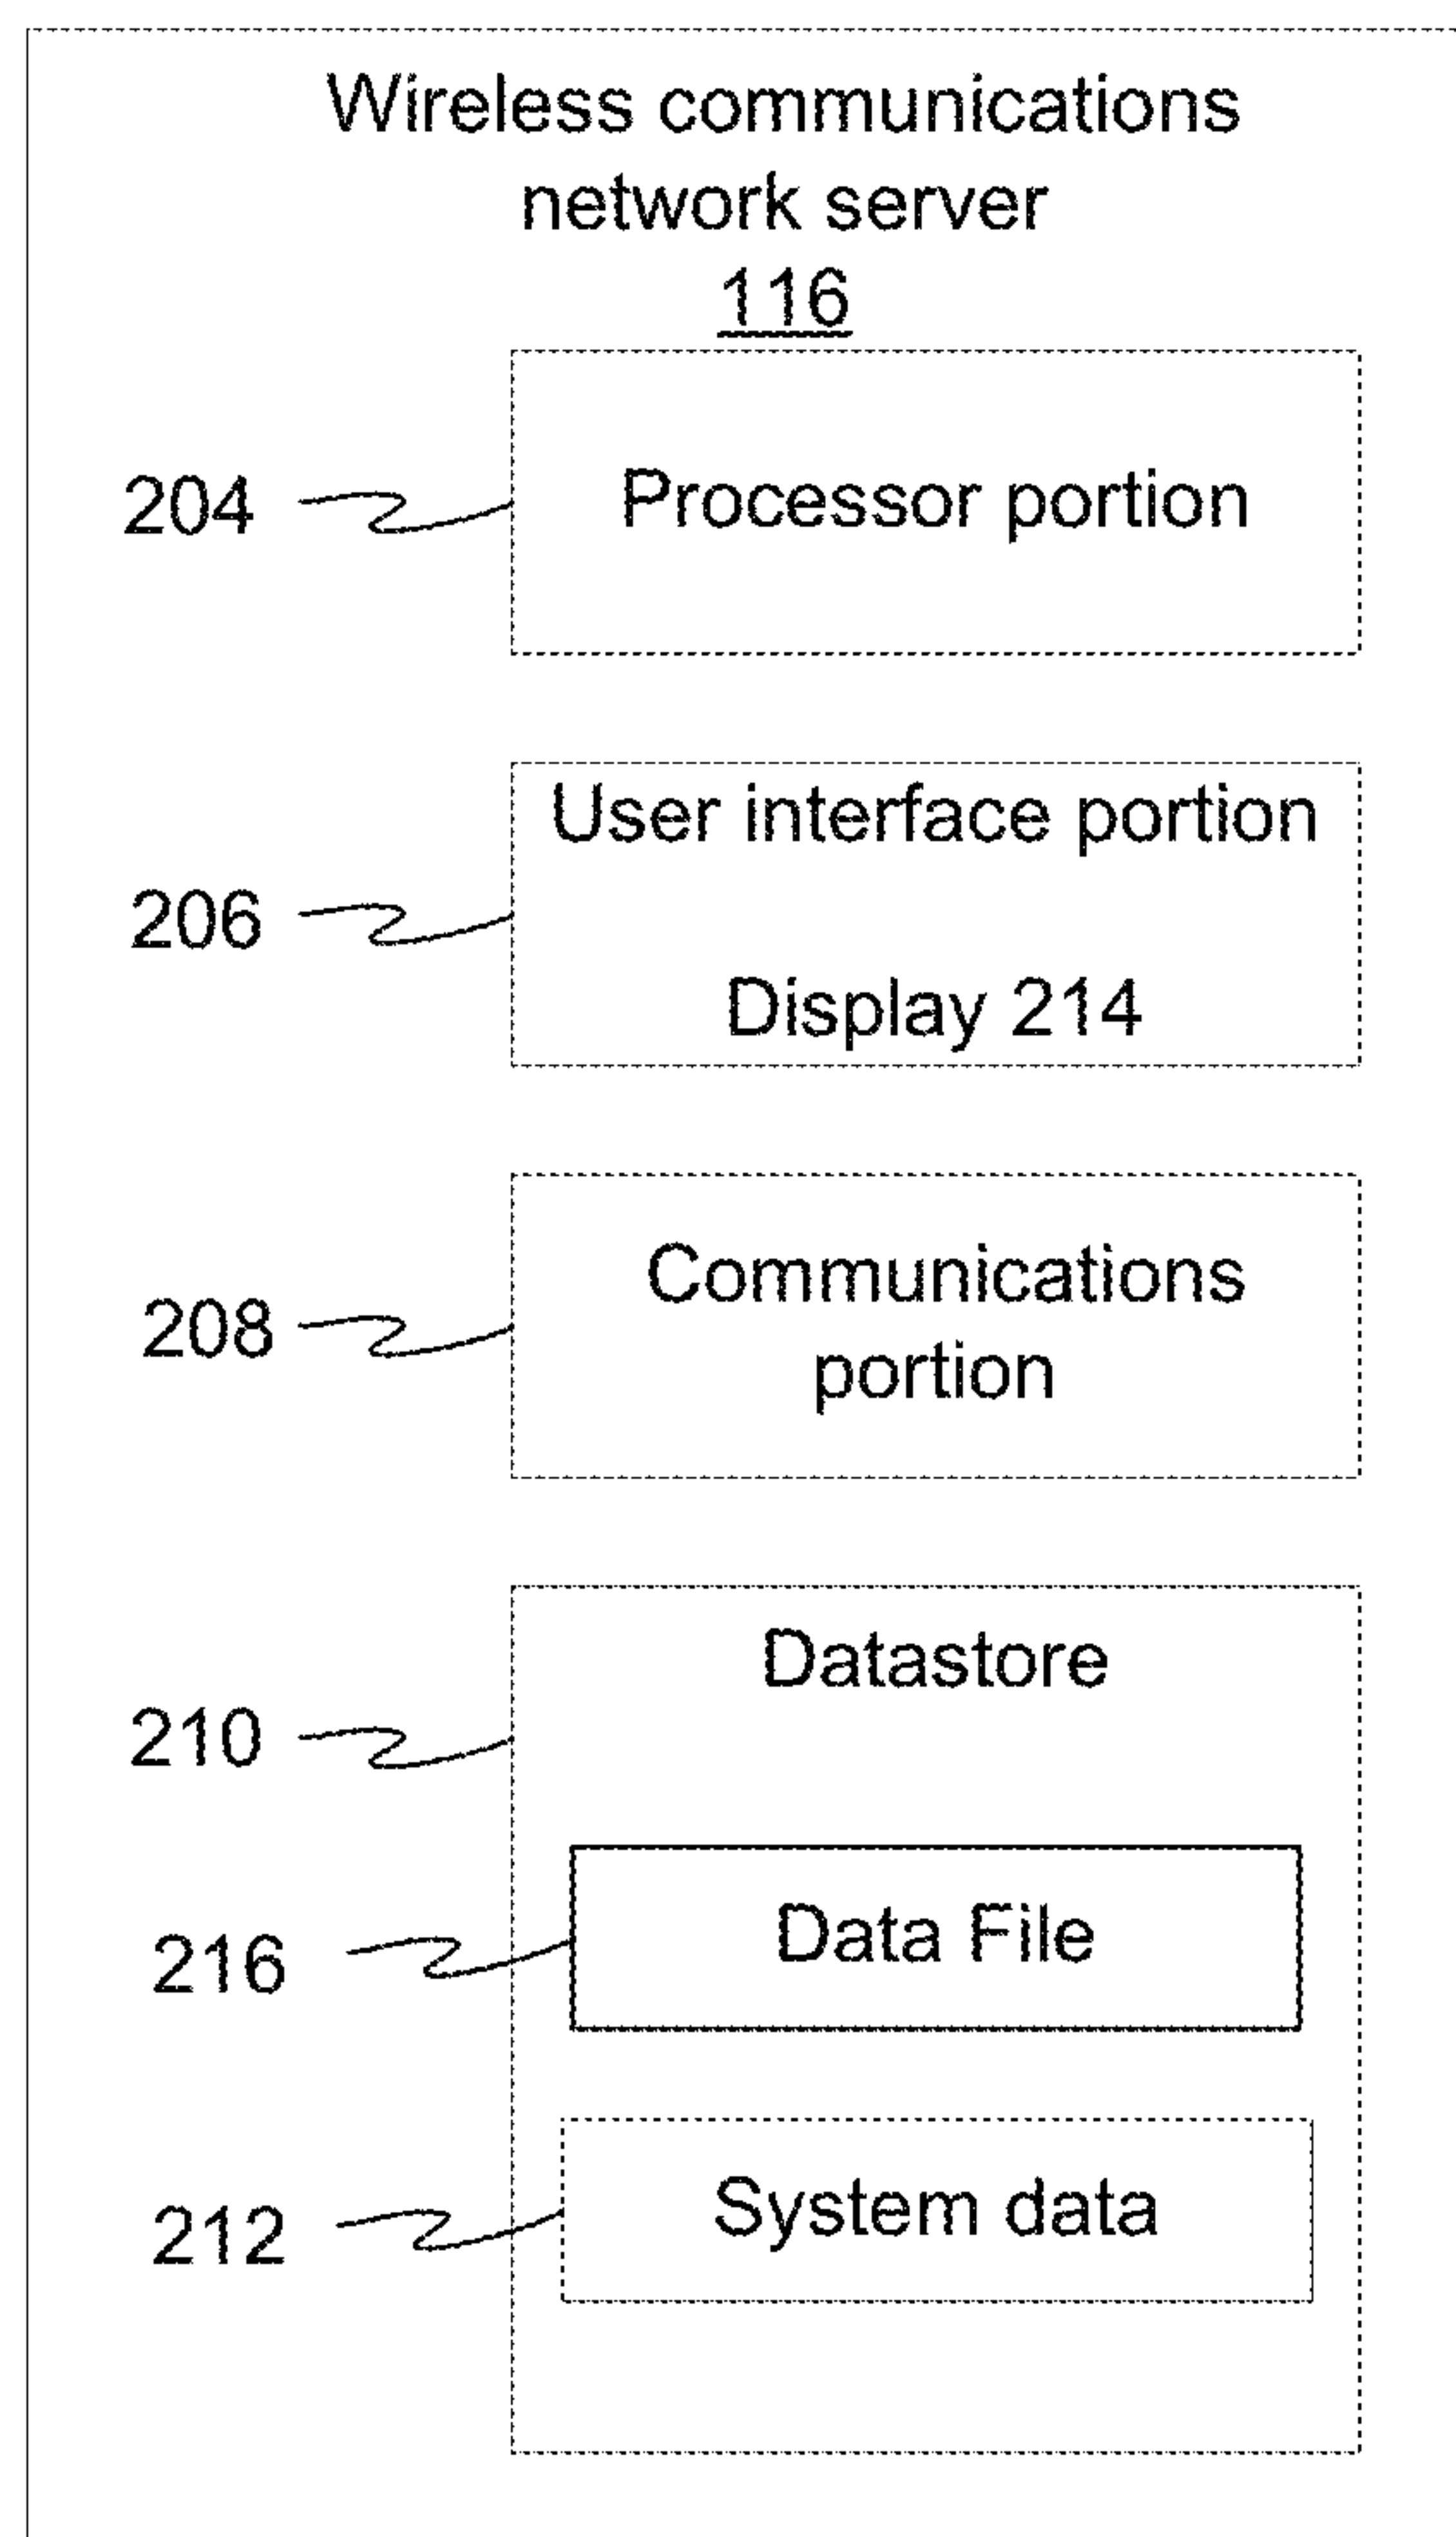 Wireless communications
network server
116
204
Processor portion
User interface portion
206
Display 214
Communications
208
portion
Datastore
210
Data File
216
System data
212